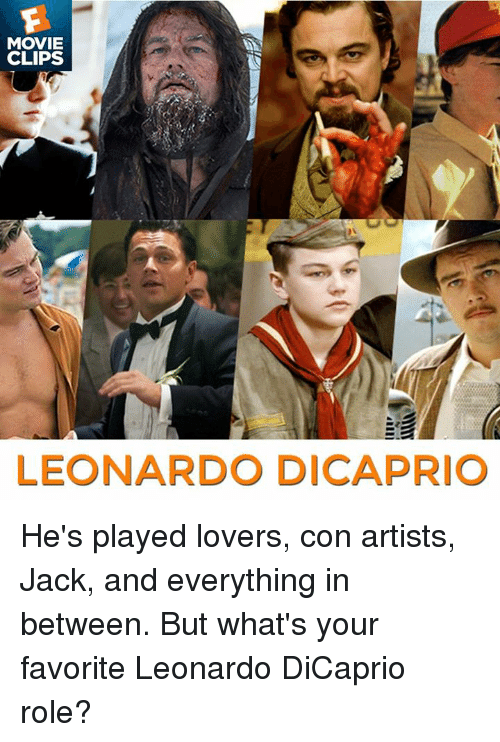 MOVIE
CLIPS
LEONARDO DICAPRIO
He's played lovers, con artists,
Jack, and everything in
between. But what's your
favorite Leonardo DiCaprio
role?